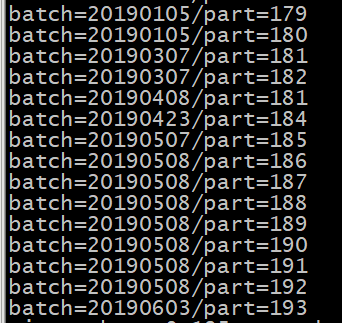 batch=20190105/part=179
batch=20190105/part=180
batch=20190307/part=181
batch=20190307/part=182
batch=20190408/part=181
batch=20190423/part=184
batch=20190507/part=185
batch=20190508/part=186
batch=20190508/part=187
batch=20190508/part=188
batch=20190508/part=189
batch=20190508/part=190
batch=20190508/part=191
batch=20190508/part=192
batch=20190603/part=193